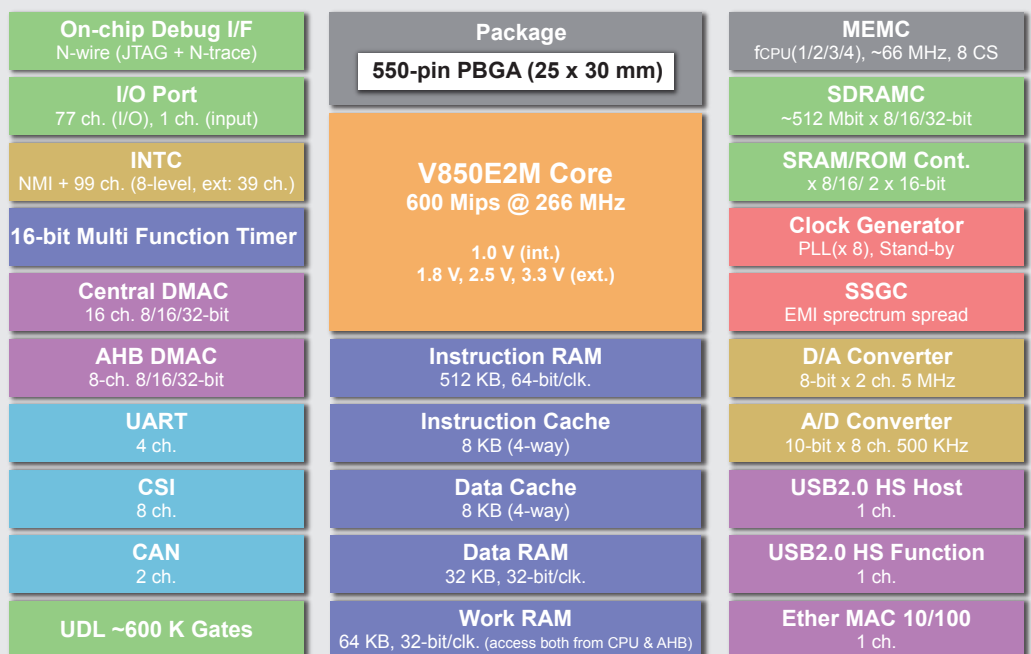 On-chip Debug I/F
N-wire (JTAG + N-trace)
I/O Port
77 ch. (I/O), 1 ch. (input)
INTC
NMI + 99 ch. (8-level, ext: 39 ch.)
16-bit Multi Function Timer
Central DMAC
16 ch. 8/16/32-bit
AHB DMAC
8-ch. 8/16/32-bit
UART
4 ch.
CSI
8 ch.
CAN
2 ch.
UDL ~600 K Gates
Package
550-pin PBGA (25 x 30 mm)
V850E2M Core
600 Mips @ 266 MHz
1.0 V (int.)
1.8 V, 2.5 V, 3.3 V (ext.)
Instruction RAM
512 KB, 64-bit/clk.
Instruction Cache
8 KB (4-way)
Data Cache
8 KB (4-way)
Data RAM
32 KB, 32-bit/clk.
Work RAM
64 KB, 32-bit/clk. (access both from CPU & AHB)
MEMC
fCPU(1/2/3/4), ~66 MHz, 8 CS
SDRAMC
~512 Mbit x 8/16/32-bit
SRAM/ROM Cont.
x 8/16/ 2 x 16-bit
Clock Generator
PLL(x 8), Stand-by
SSGC
EMI sprectrum spread
D/A Converter
8-bit x 2 ch. 5 MHz
A/D Converter
10-bit x 8 ch. 500 KHz
USB2.0 HS Host
1 ch.
USB2.0 HS Function
1 ch.
Ether MAC 10/100
1 ch.